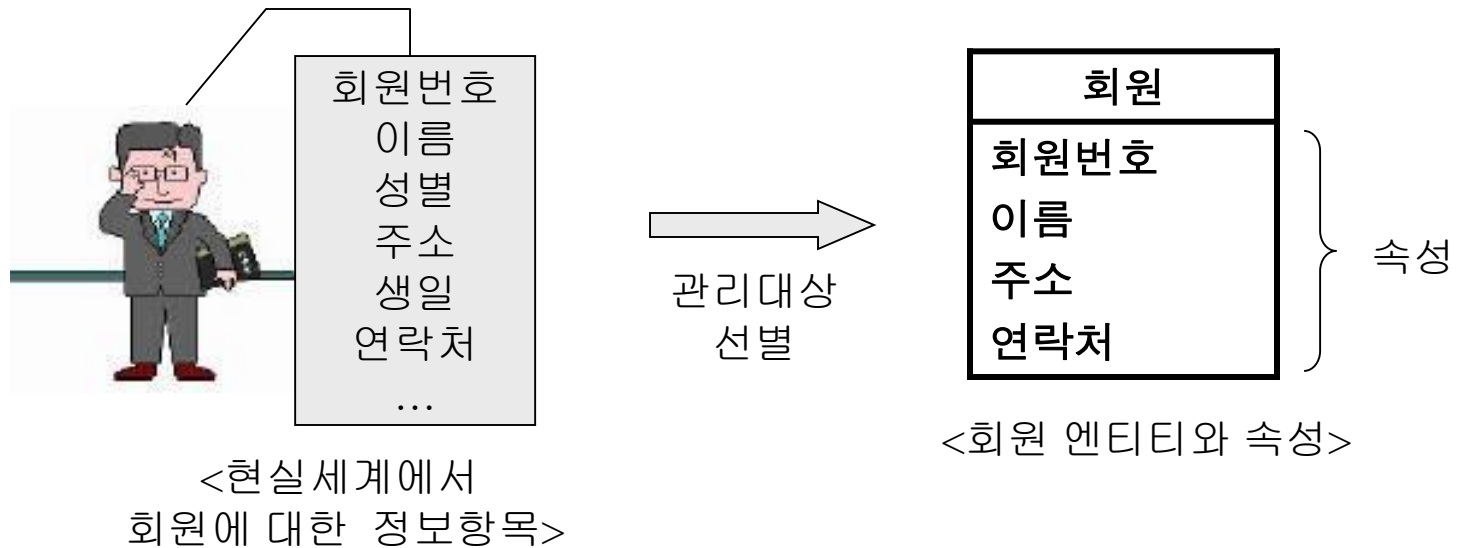 회원번호
이름
성별
주소
생일
연락처
...
<현실세계에서
회원에 대한 정보항목>
관리대상
선별
회원
회원번호
이름
주소
연락처
속성
<회원 엔티티와 속성>